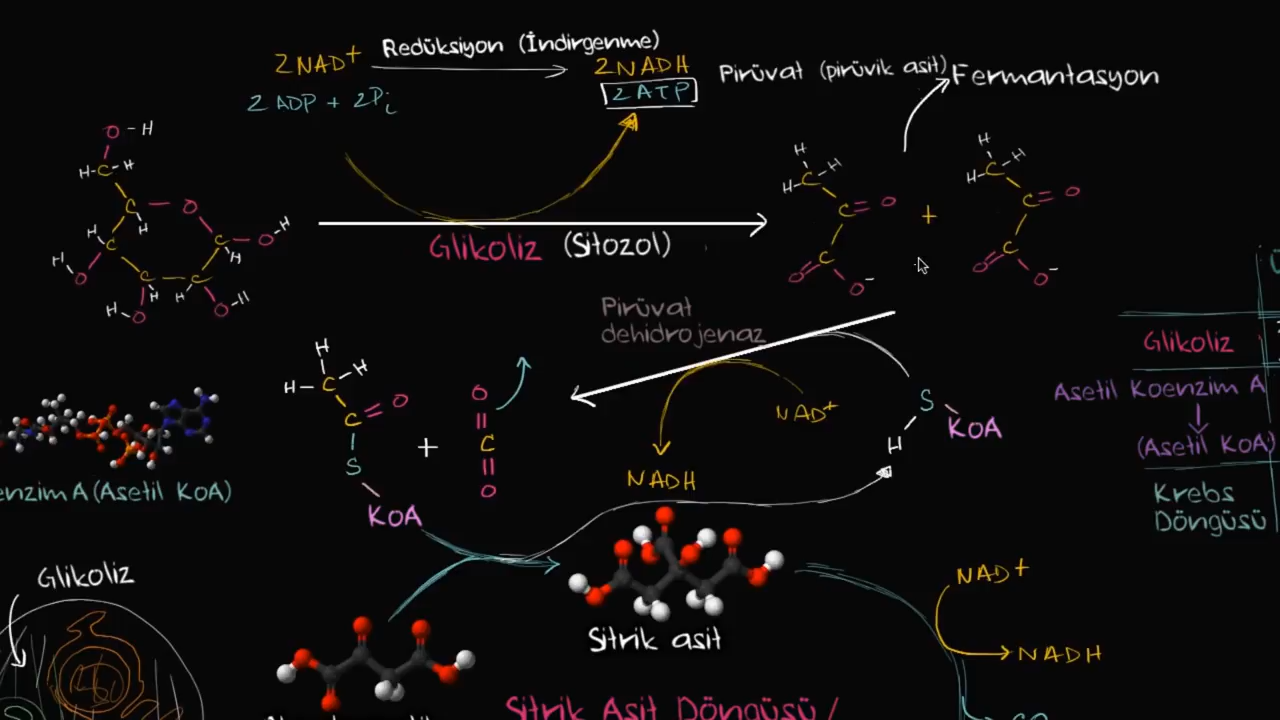 2NAD+ Redüksiyon (İndirgenme) 2NADH
2 ADP + 2Pi 2 ATP
Pirüvat (pirüvik asit) Fermantasyon
Glikoliz (Sitozol)
Pirüvat
dehidrojenaz
NAD+
NADH
S
H KOA
H
H C H
C O
S
KOA
+
O
C
O
Glikoliz
Asetil Koenzim A
(Asetil KOA)
Krebs
Döngüsü
enzim A (Asetil KOA)
Glikoliz
Sitrik asit
NAD+
NADH
Sitrik Asit Döngüsü /